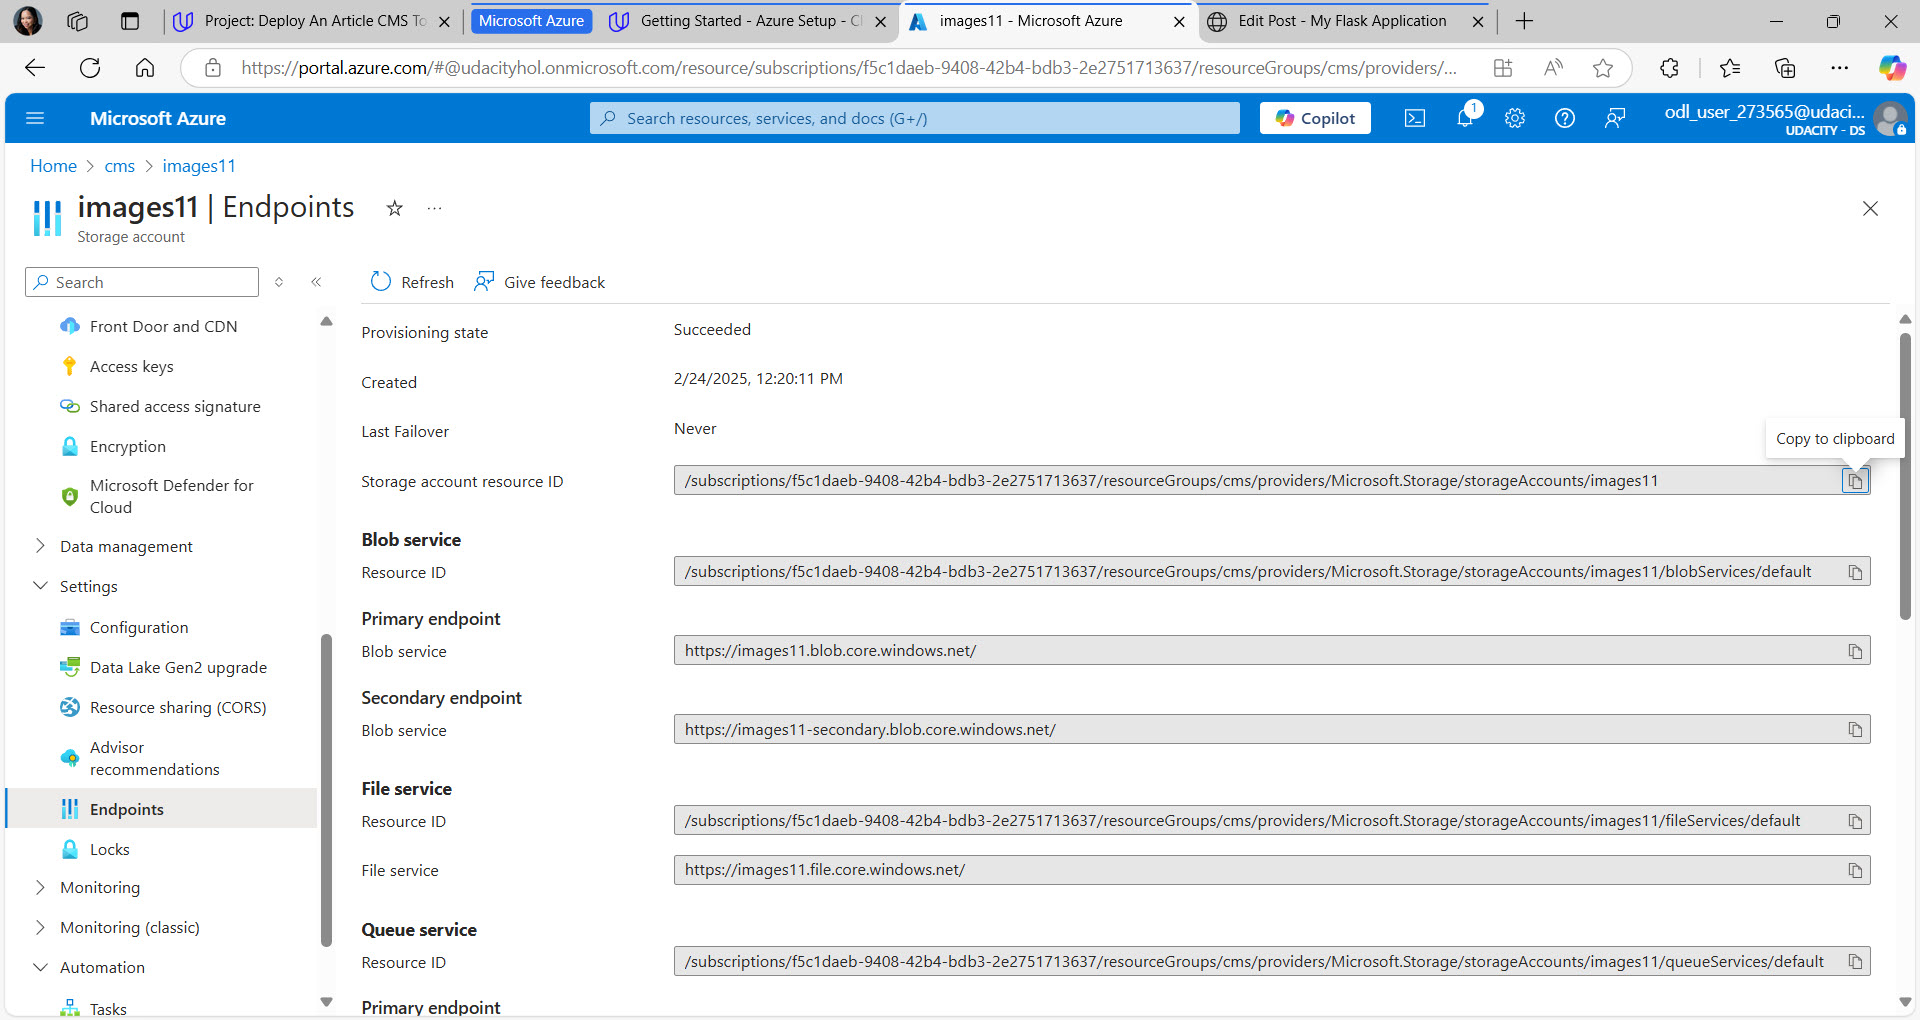 Project: Deploy An Article CMS To
Microsoft Azure
Getting Started - Azure Setup - Cl
images11 - Microsoft Azure
Edit Post - My Flask Application
https://portal.azure.com/#@udacityhol.onmicrosoft.com/resource/subscriptions/f5c1daeb-9408-42b4-bdb3-2e2751713637/resourceGroups/cms/providers/...
Microsoft Azure
Search resources, services, and docs (G+/)
Copilot
1
odl_user_273565@udaci...
UDACITY - DS
Home > cms > images11
images11 | Endpoints
Storage account
Search
Refresh
Give feedback
Front Door and CDN
Access keys
Shared access signature
Encryption
Microsoft Defender for
Cloud
Data management
Settings
Configuration
Data Lake Gen2 upgrade
Resource sharing (CORS)
Advisor
recommendations
Endpoints
Locks
Monitoring
Monitoring (classic)
Automation
Tasks
Provisioning state
Succeeded
Created
2/24/2025, 12:20:11 PM
Last Failover
Never
Copy to clipboard
Storage account resource ID
/subscriptions/f5c1daeb-9408-42b4-bdb3-2e2751713637/resourceGroups/cms/providers/Microsoft.Storage/storageAccounts/images11
Blob service
Resource ID
/subscriptions/f5c1daeb-9408-42b4-bdb3-2e2751713637/resourceGroups/cms/providers/Microsoft.Storage/storageAccounts/images11/blobServices/default
Primary endpoint
Blob service
https://images11.blob.core.windows.net/
Secondary endpoint
Blob service
https://images11-secondary.blob.core.windows.net/
File service
Resource ID
/subscriptions/f5c1daeb-9408-42b4-bdb3-2e2751713637/resourceGroups/cms/providers/Microsoft.Storage/storageAccounts/images11/fileServices/default
File service
https://images11.file.core.windows.net/
Queue service
Resource ID
/subscriptions/f5c1daeb-9408-42b4-bdb3-2e2751713637/resourceGroups/cms/providers/Microsoft.Storage/storageAccounts/images11/queueServices/default
Primary endpoint